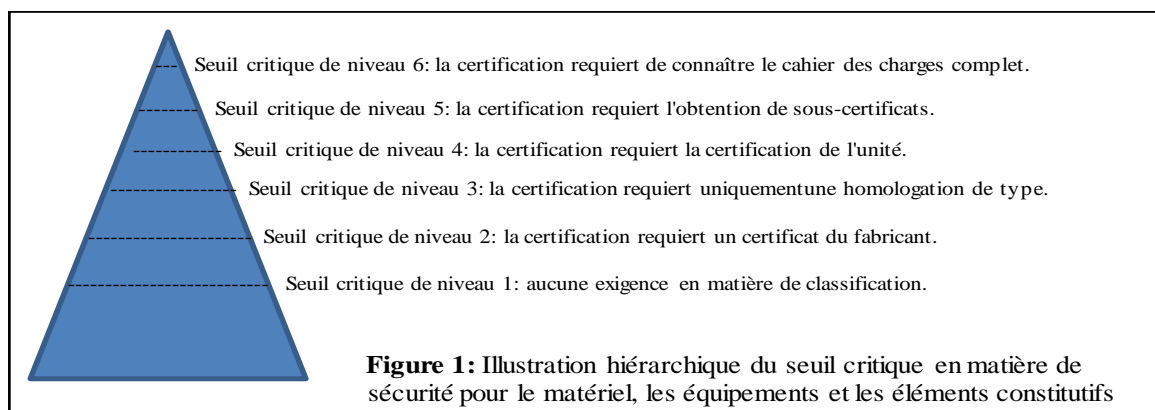 Seuil critique de niveau 6: la certification requiert de connaître le cahier des charges complet.
Seuil critique de niveau 5: la certification requiert l'obtention de sous-certificats.
Seuil critique de niveau 4: la certification requiert la certification de l'unité.
Seuil critique de niveau 3: la certification requiert uniquementune homologation de type.
Seuil critique de niveau 2: la certification requiert un certificat du fabricant.
Seuil critique de niveau 1: aucune exigence en matière de classification.
Figure 1: Illustration hiérarchique du seuil critique en matière de
sécurité pour le matériel, les équipements et les éléments constitutifs